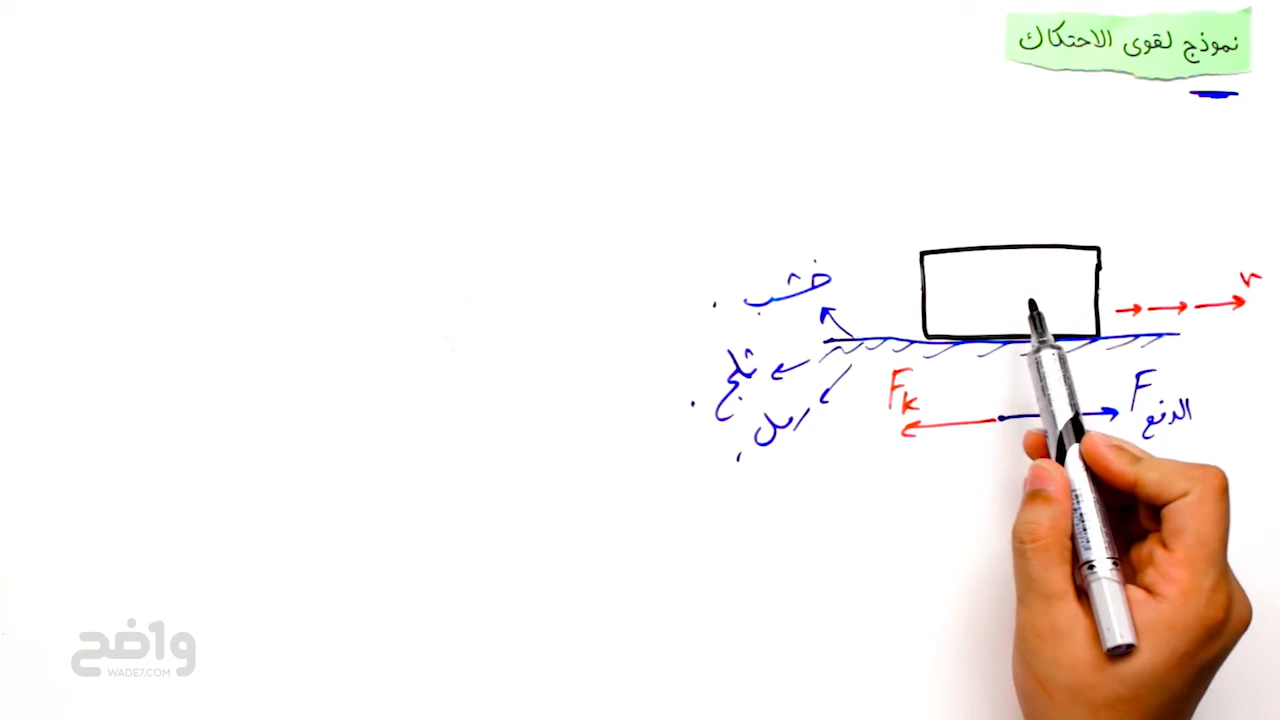 نموذج لقوى الاحتكاك
خشب
v
ثلج
رمل
Fk
F
الدفع
واضح
WADE7.COM